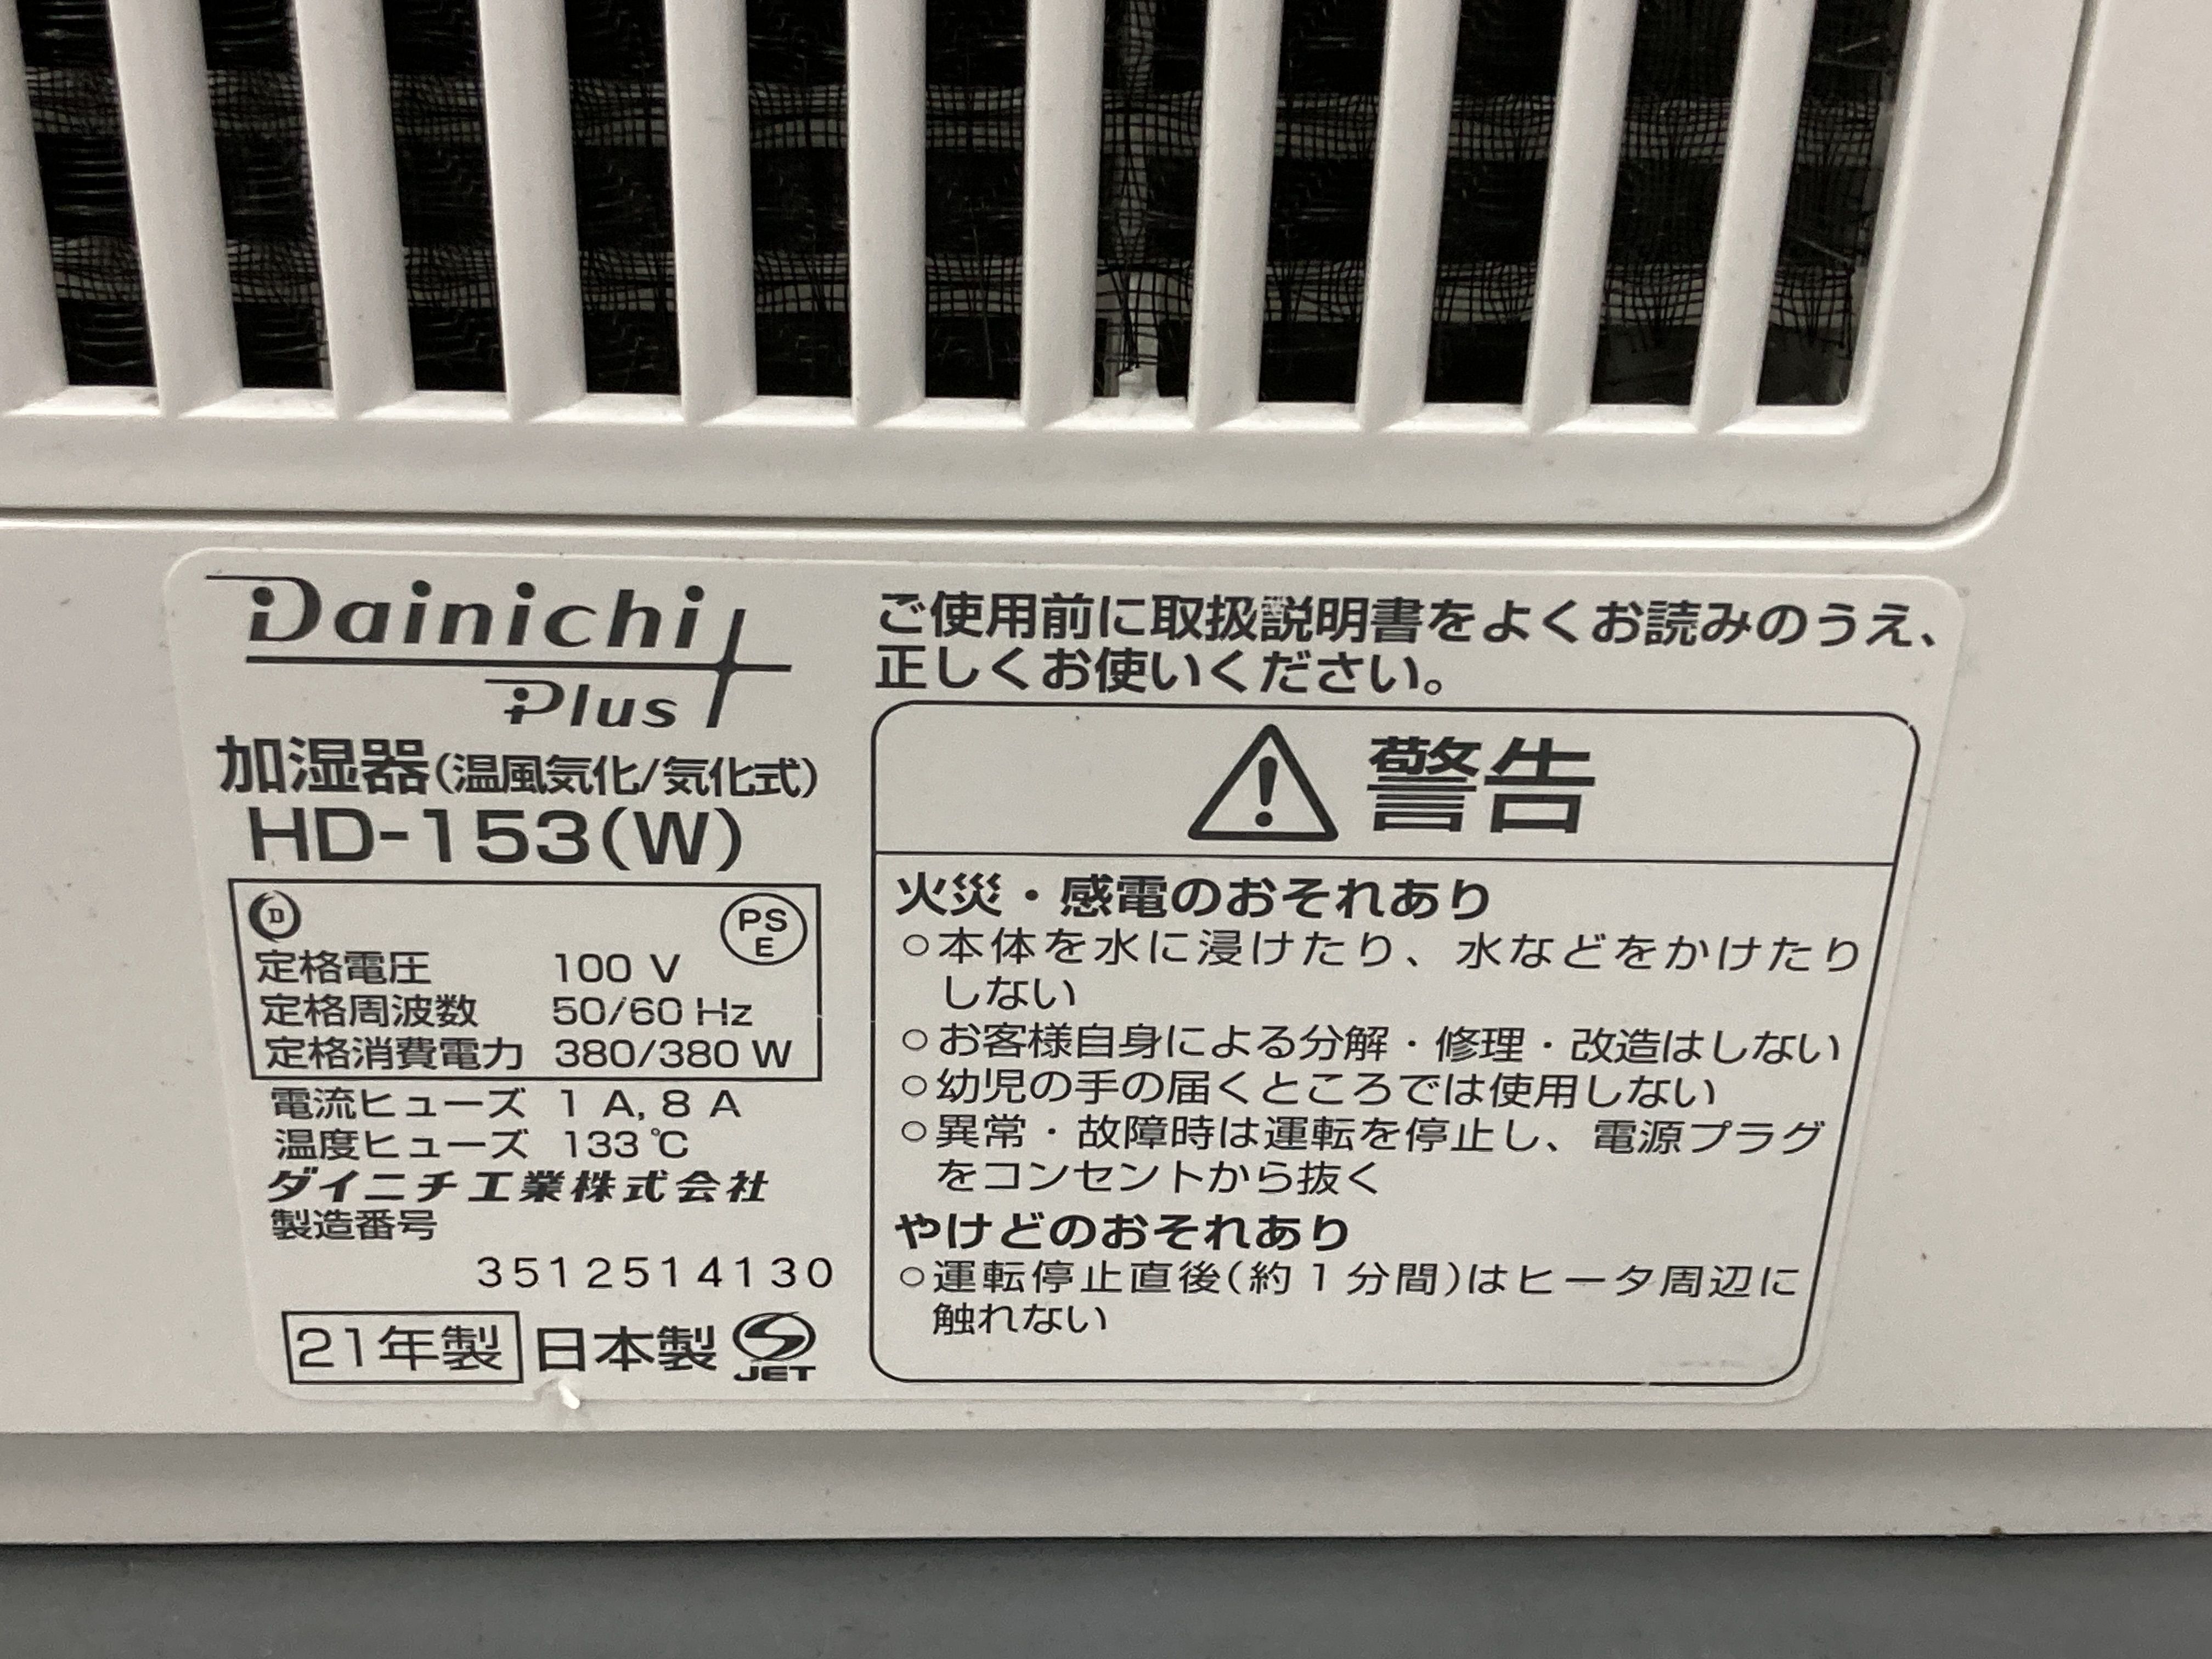 Dainichi
Plus
加湿器(温風気化/気化式)
HD-153(W)
D
PS
E
定格電圧 100 V
定格周波数 50/60 Hz
定格消費電力 380/380 W
電流ヒューズ 1 A, 8 A
温度ヒューズ 133℃
ダイニチ工業株式会社
製造番号
3512514130
21年製 日本製 JET
ご使用前に取扱説明書をよくお読みのうえ、
正しくお使いください。
警告
火災・感電のおそれあり
○本体を水に浸けたり、水などをかけたり
しない
○お客様自身による分解・修理・改造はしない
○幼児の手の届くところでは使用しない
○異常・故障時は運転を停止し、電源プラグ
をコンセントから抜く
やけどのおそれあり
○運転停止直後(約1分間)はヒータ周辺に
触れない